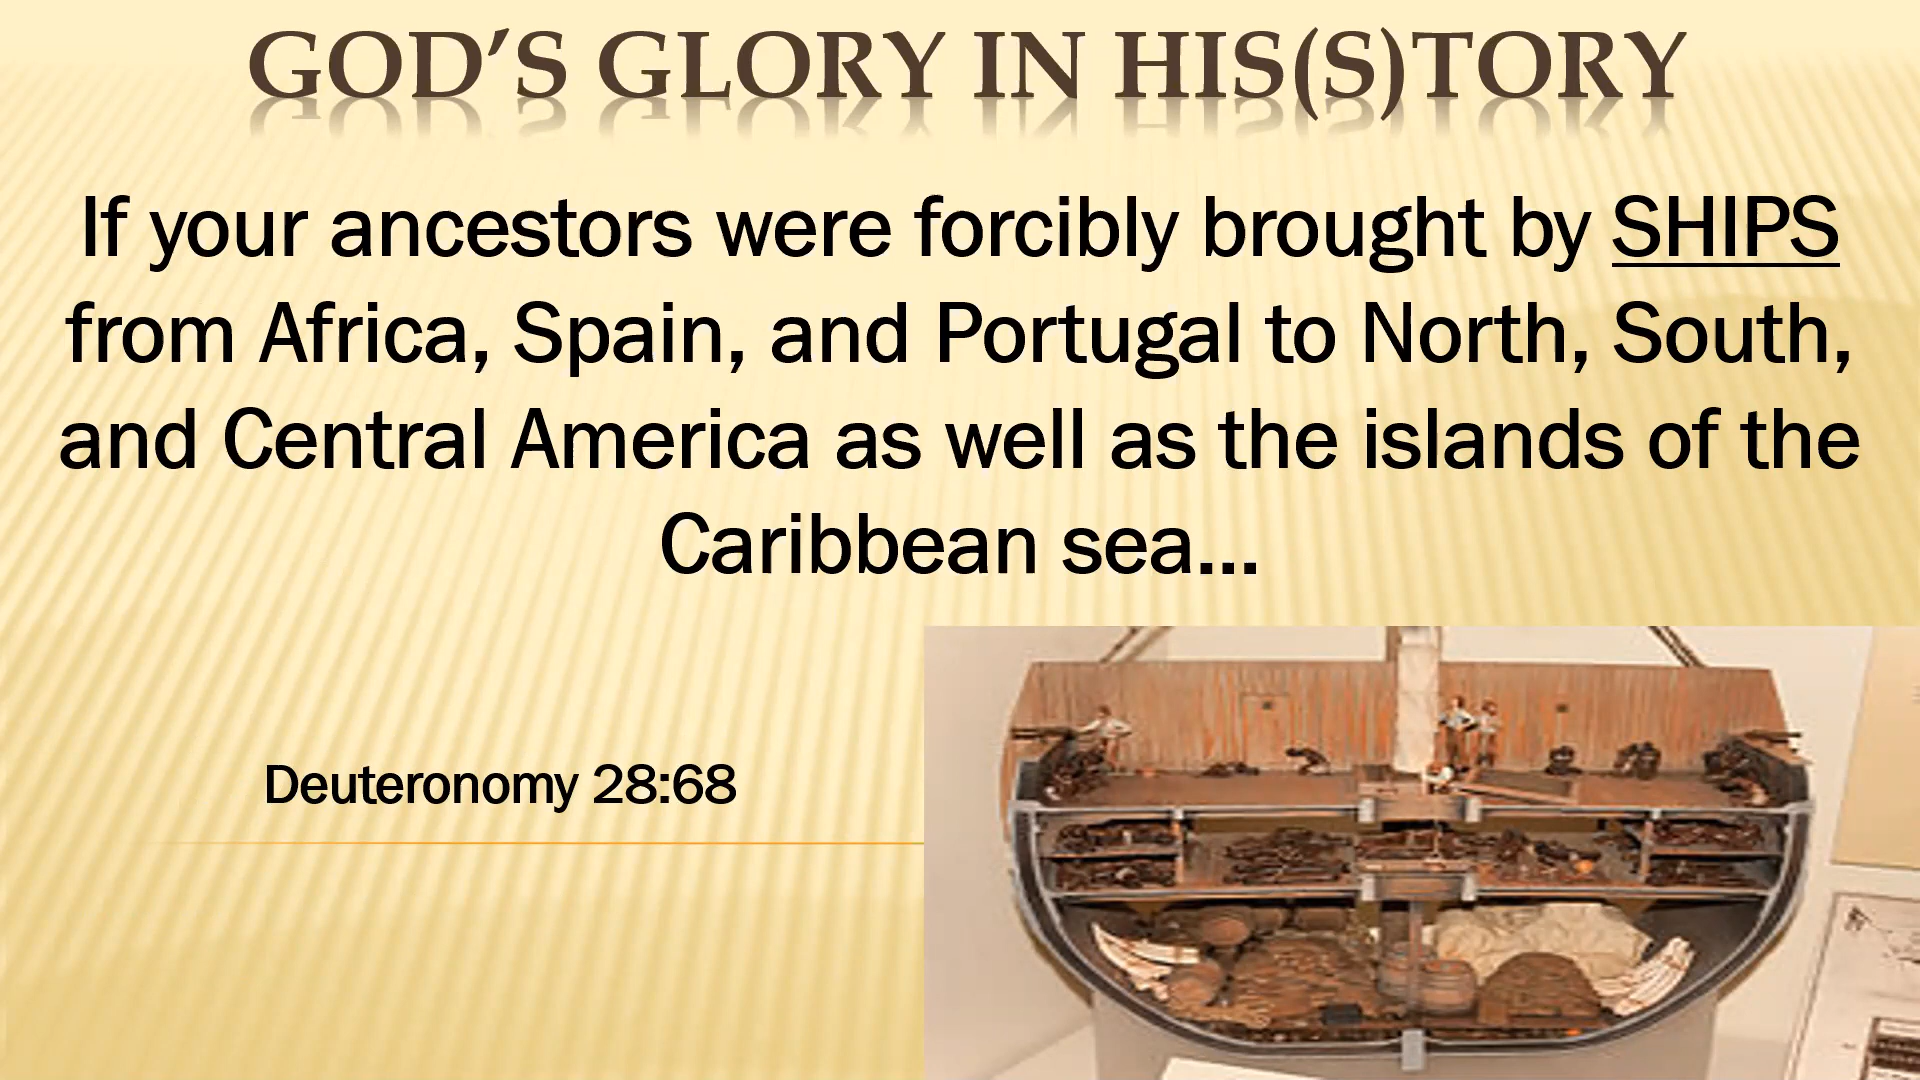 GOD’S GLORY IN HIS(S)TORY
If your ancestors were forcibly brought by SHIPS
from Africa, Spain, and Portugal to North, South,
and Central America as well as the islands of the
Caribbean sea…
Deuteronomy 28:68